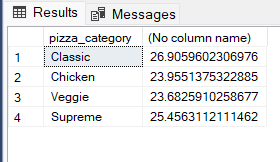 Results Messages
pizza_category (No column name)
1 Classic 26.9059602306976
2 Chicken 23.9551375322885
3 Veggie 23.6825910258677
4 Supreme 25.4563112111462